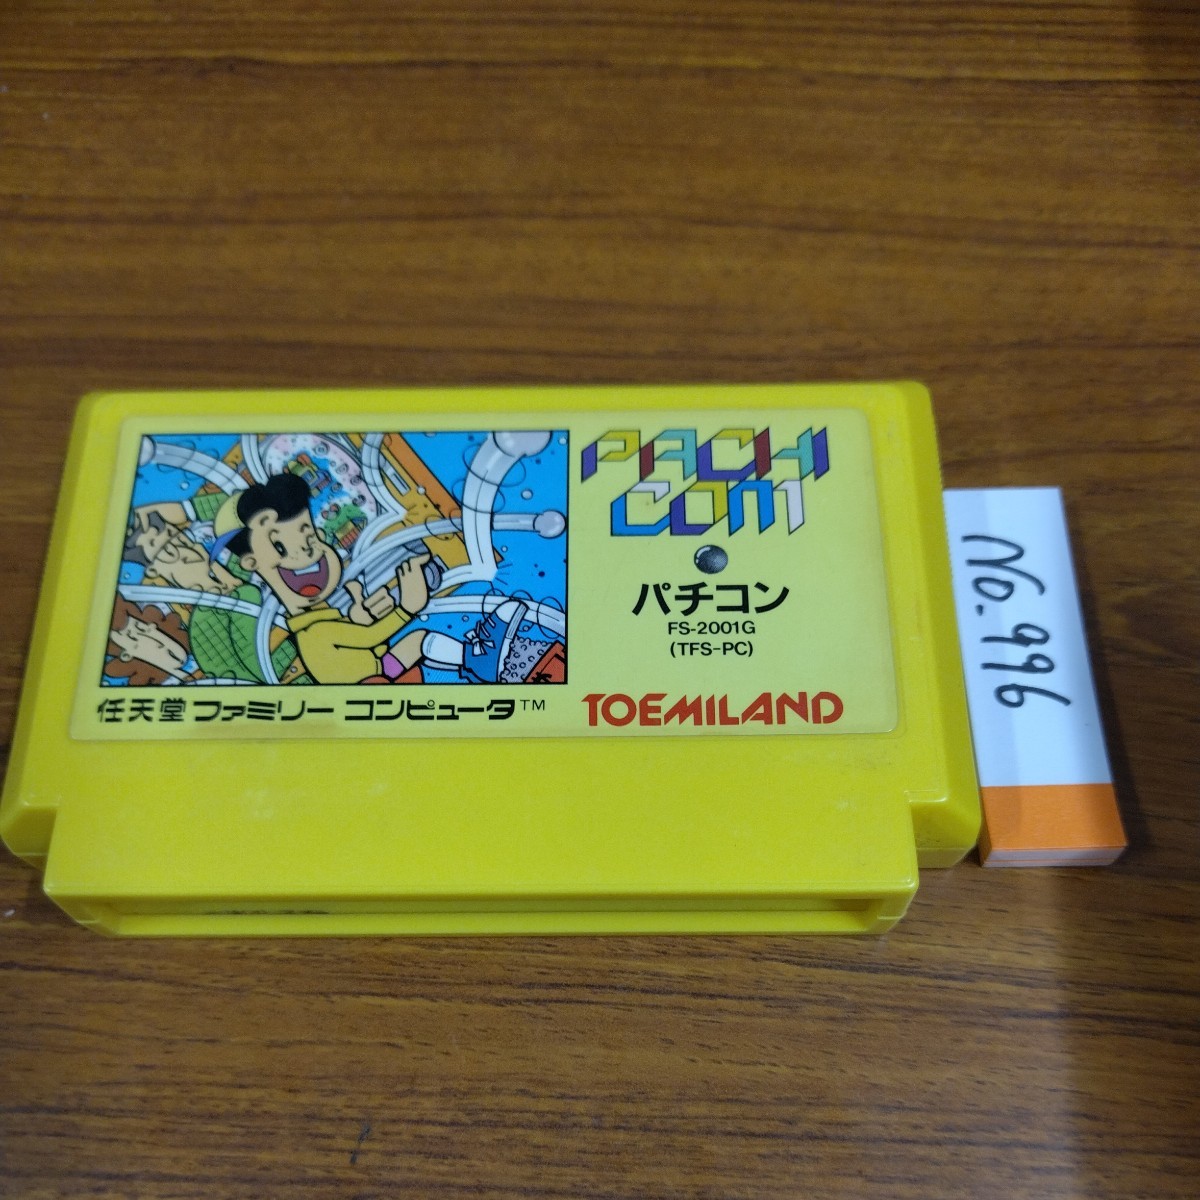 PACHI
COM
パチコン
FS-2001G
(TFS-PC)
任天堂 ファミリー コンピュータ™
TOEMILAND
No.996